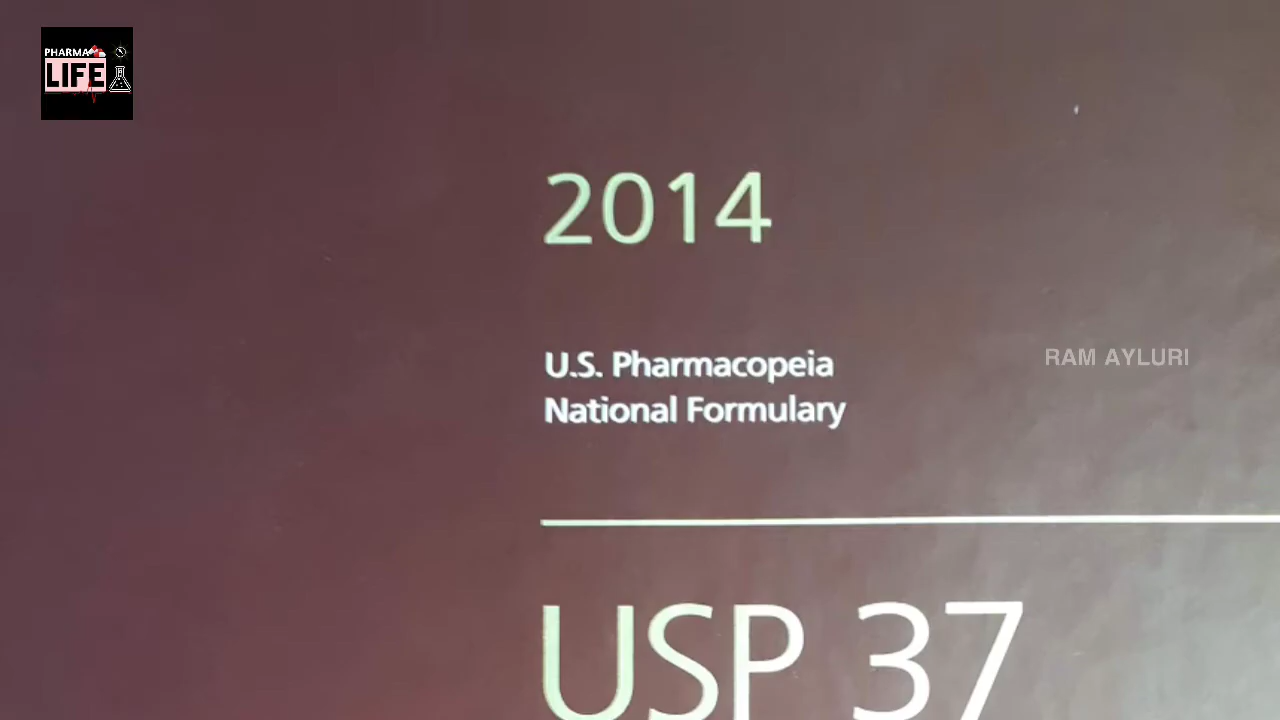 PHARMA
LIFE
2014
U.S. Pharmacopeia
National Formulary
RAM AYLURI
USP 37